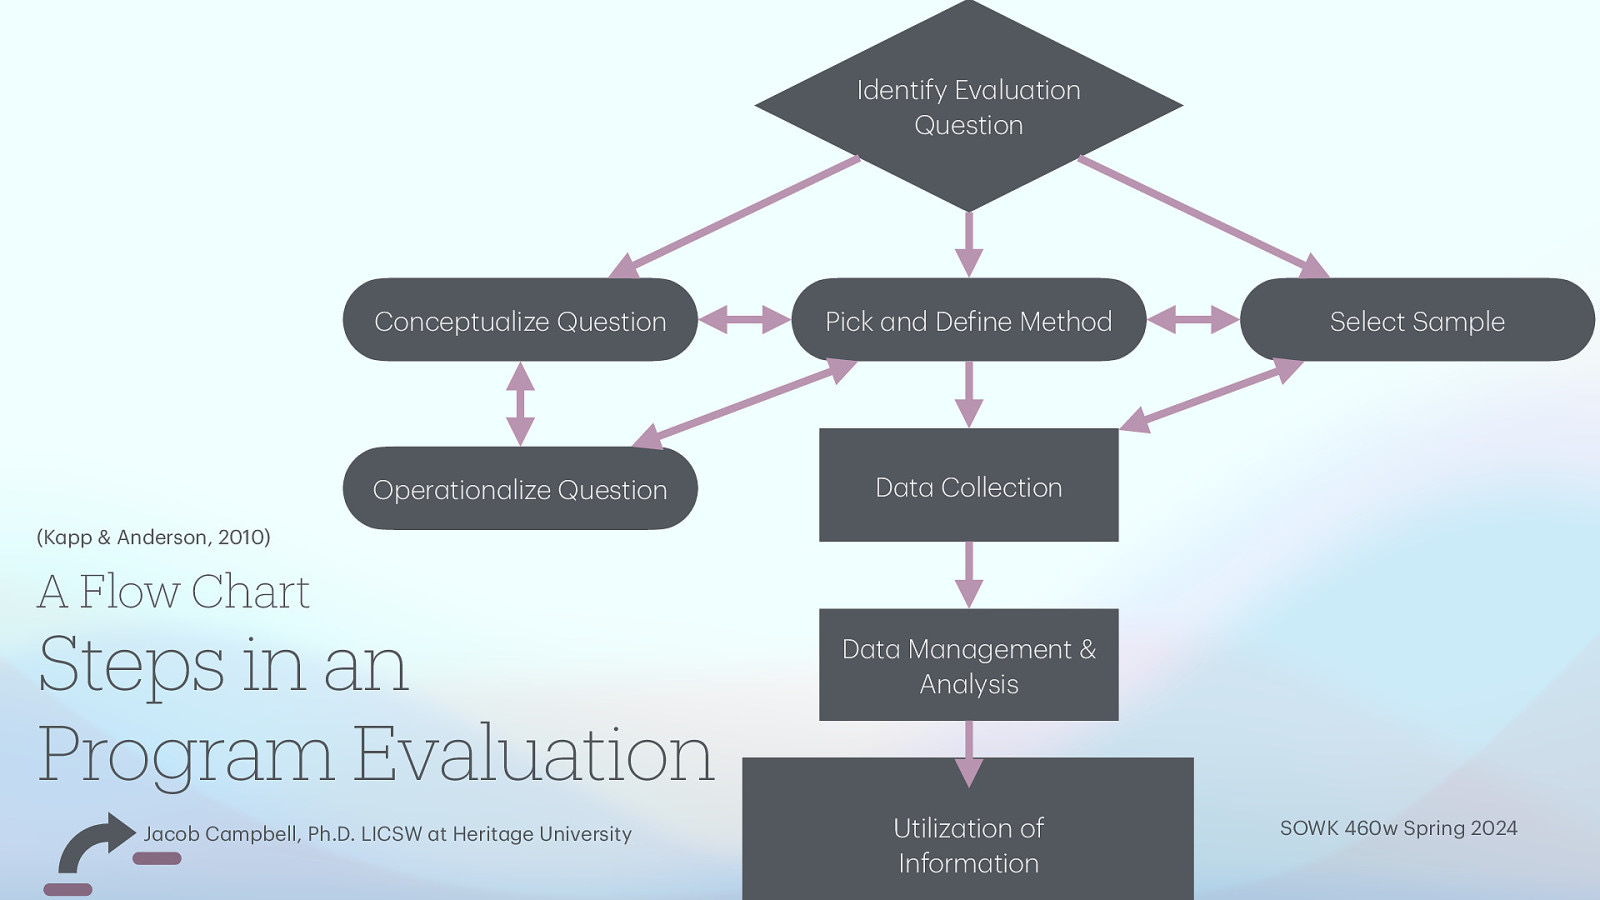 Identify Evaluation
Question
Conceptualize Question
Pick and Define Method
Select Sample
Operationalize Question
Data Collection
Data Management &
Analysis
Utilization of
Information
(Kapp & Anderson, 2010)
A Flow Chart
Steps in an
Program Evaluation
Jacob Campbell, Ph.D. LICSW at Heritage University
SOWK 460w Spring 2024